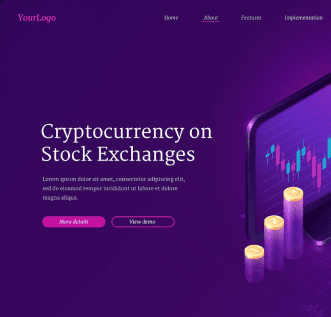 YourLogo
Home About Features Implementation
Cryptocurrency on
Stock Exchanges
Lorem ipsum dolor sit amet, consectetur adipiscing elit,
sed do eiusmod tempor incididunt ut labore et dolore
magna aliqua.
More details View demo